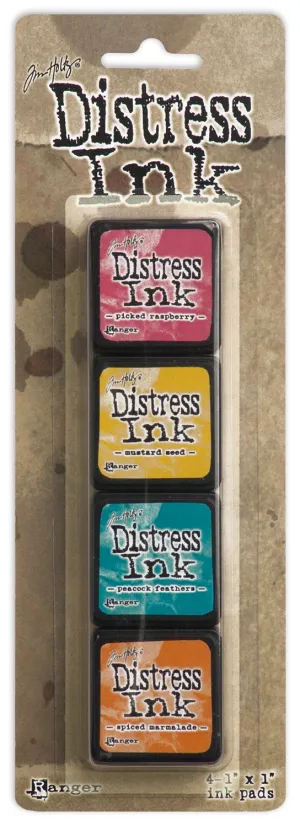 Tim Holtz®
Distress
Ink
Tim Holtz®
Distress
Ink
— picked raspberry —
Ranger
Tim Holtz®
Distress
Ink
— mustard seed —
Ranger
Tim Holtz®
Distress
Ink
— peacock feathers —
Ranger
Tim Holtz®
Distress
Ink
— spiced marmalade —
Ranger
Ranger
4-1" x 1"
ink pads